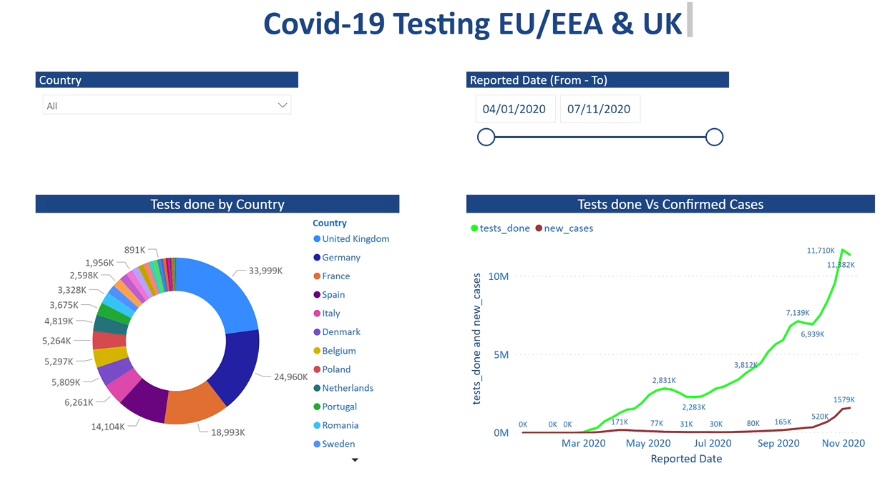 Covid-19 Testing EU/EEA & UK
Country
All
Reported Date (From - To)
04/01/2020 07/11/2020
Tests done by Country
891K
1,956K
2,598K
3,328K
3,675K
4,819K
5,264K
5,297K
5,809K
6,261K
14,104K
18,993K
24,960K
33,999K
Country
United Kingdom
Germany
France
Spain
Italy
Denmark
Belgium
Poland
Netherlands
Portugal
Romania
Sweden
Tests done Vs Confirmed Cases
tests_done new_cases
tests_done and new_cases
10M
5M
0M
11,710K
11,382K
7,139K
6,939K
3,812K
2,831K
2,283K
1579K
0K 0K 0K 171K 77K 31K 30K 80K 165K 520K
Mar 2020 May 2020 Jul 2020 Sep 2020 Nov 2020
Reported Date